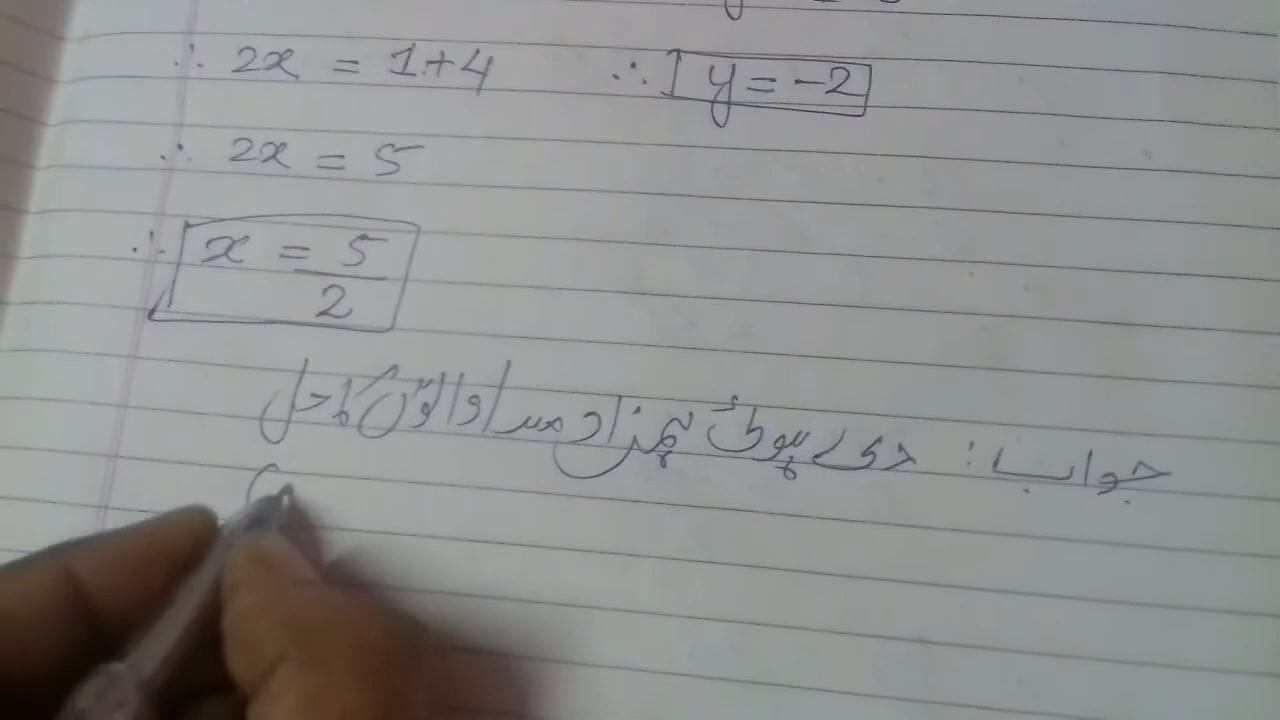 ∴ 2x = 1+4 ∴ y = -2
∴ 2x = 5
∴ x = 5/2
جواب: دی ہوئی ہمزاد مساواتوں کا حل